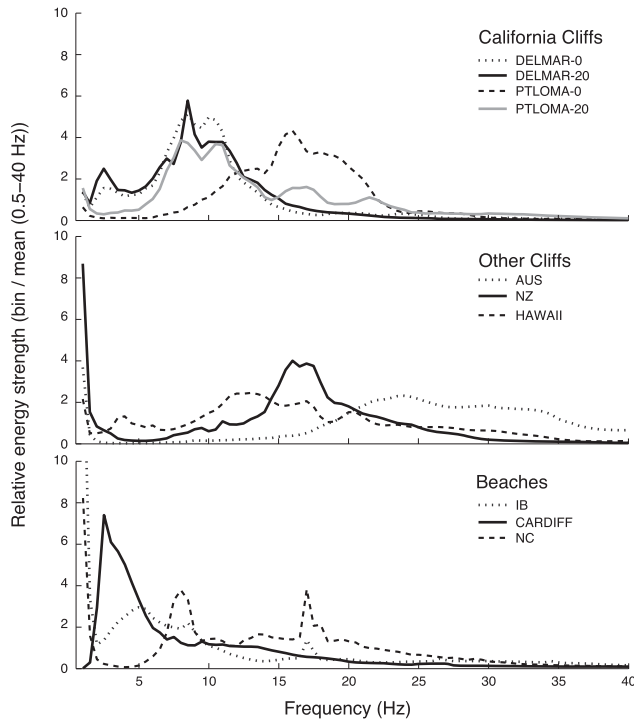 Relative energy strength (bin / mean (0.5–40 Hz))
10
8
6
4
2
0
California Cliffs
DELMAR-0
DELMAR-20
PTLOMA-0
PTLOMA-20
10
8
6
4
2
0
Other Cliffs
AUS
NZ
HAWAII
10
8
6
4
2
0
Beaches
IB
CARDIFF
NC
5 10 15 20 25 30 35 40
Frequency (Hz)